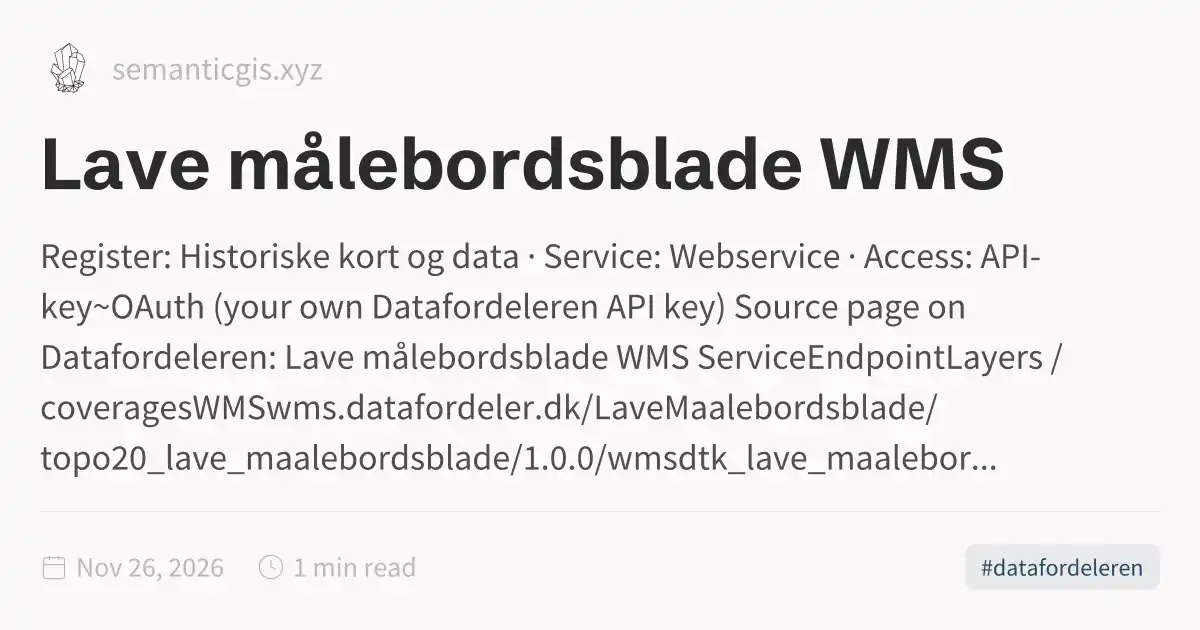 semanticgis.xyz
Lave målebordsblade WMS
Register: Historiske kort og data · Service: Webservice · Access: API-
key~OAuth (your own Datafordeleren API key) Source page on
Datafordeleren: Lave målebordsblade WMS ServiceEndpointLayers /
coveragesWMSwms.datafordeler.dk/LaveMaalebordsblade/
topo20_lave_maalebordsblade/1.0.0/wmsdtk_lave_maalebor...
Nov 26, 2026
1 min read
#datafordeleren